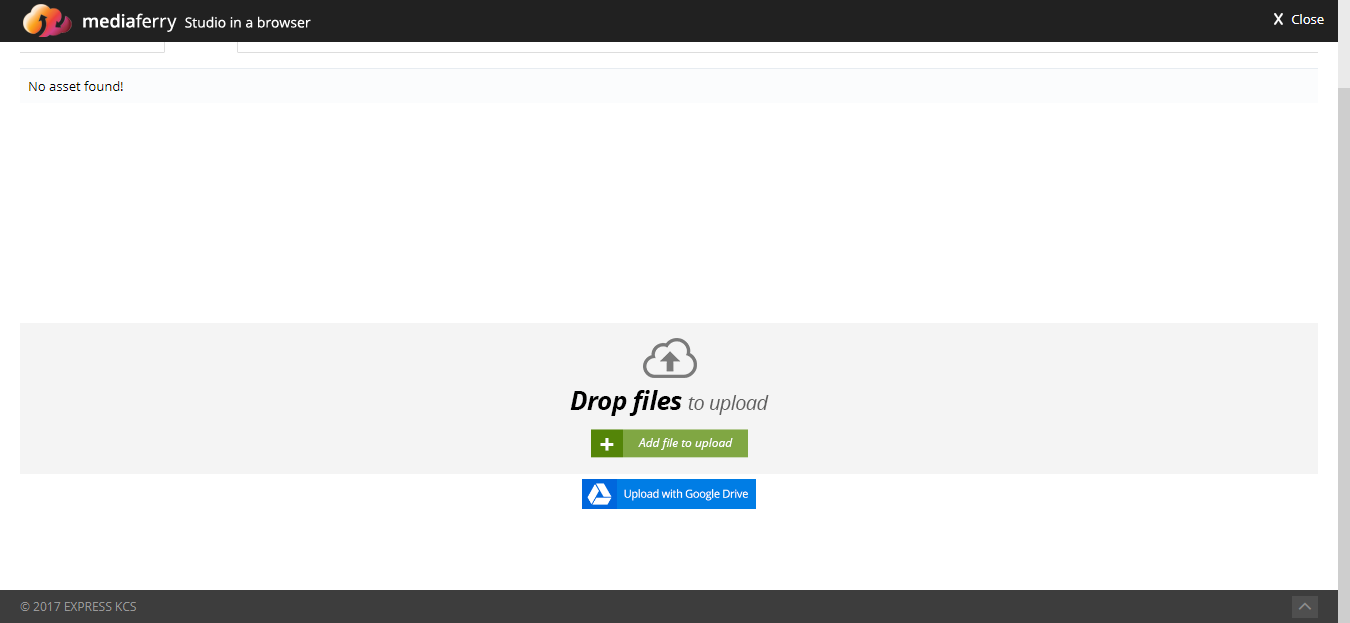 mediaferry Studio in a browser
X Close
No asset found!
Drop files to upload
+ Add file to upload
Upload with Google Drive
© 2017 EXPRESS KCS